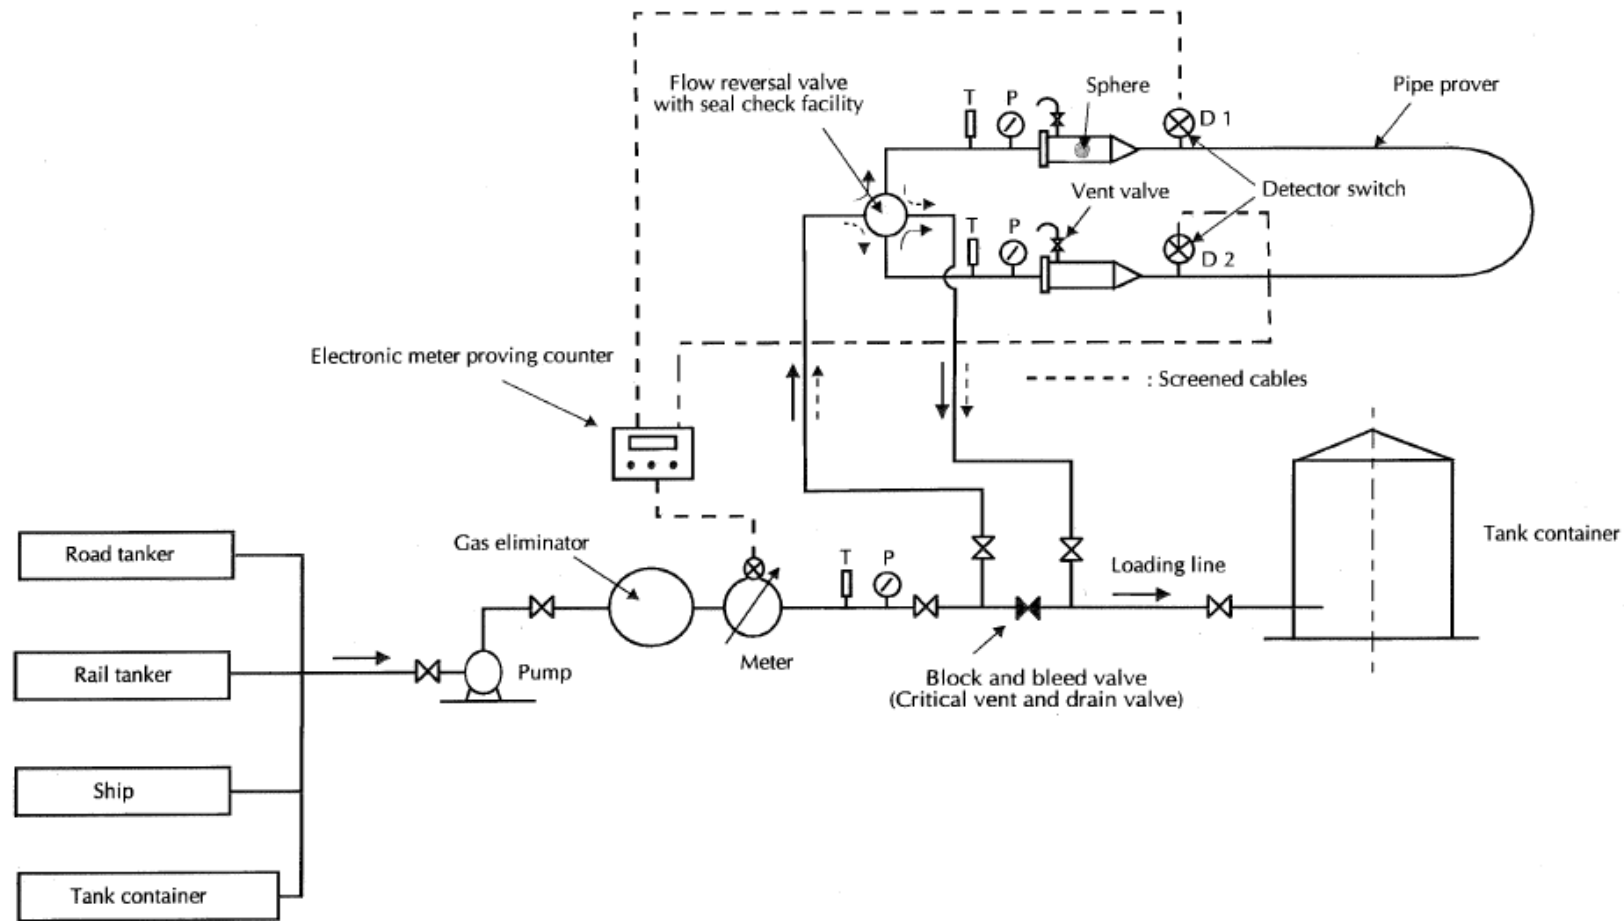 Flow reversal valve
with seal check facility
T
P
Sphere
D 1
Pipe prover
Vent valve
Detector switch
T
P
D 2
Electronic meter proving counter
: Screened cables
Tank container
Road tanker
Gas eliminator
T
P
Loading line
Rail tanker
Pump
Meter
Block and bleed valve
(Critical vent and drain valve)
Ship
Tank container